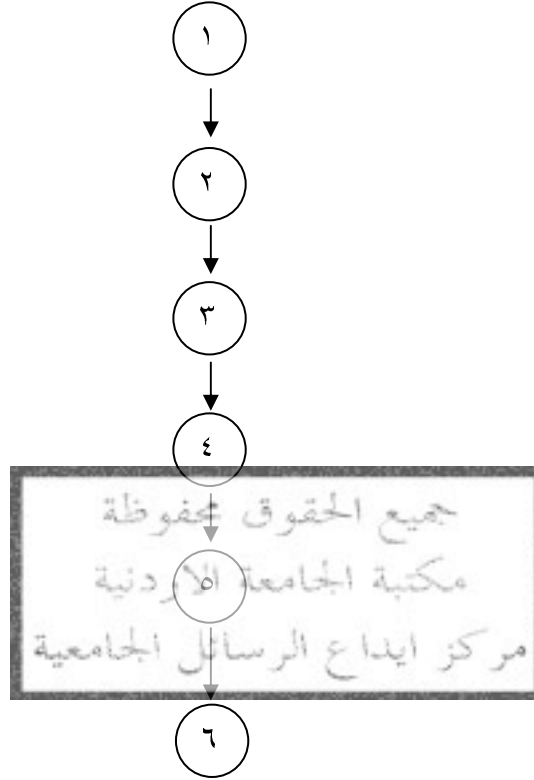 ١
٢
٣
٤
جميع الحقوق محفوظة
مكتبة الجامعة الاردنية
٥
مركز ايداع الرسائل الجامعية
٦